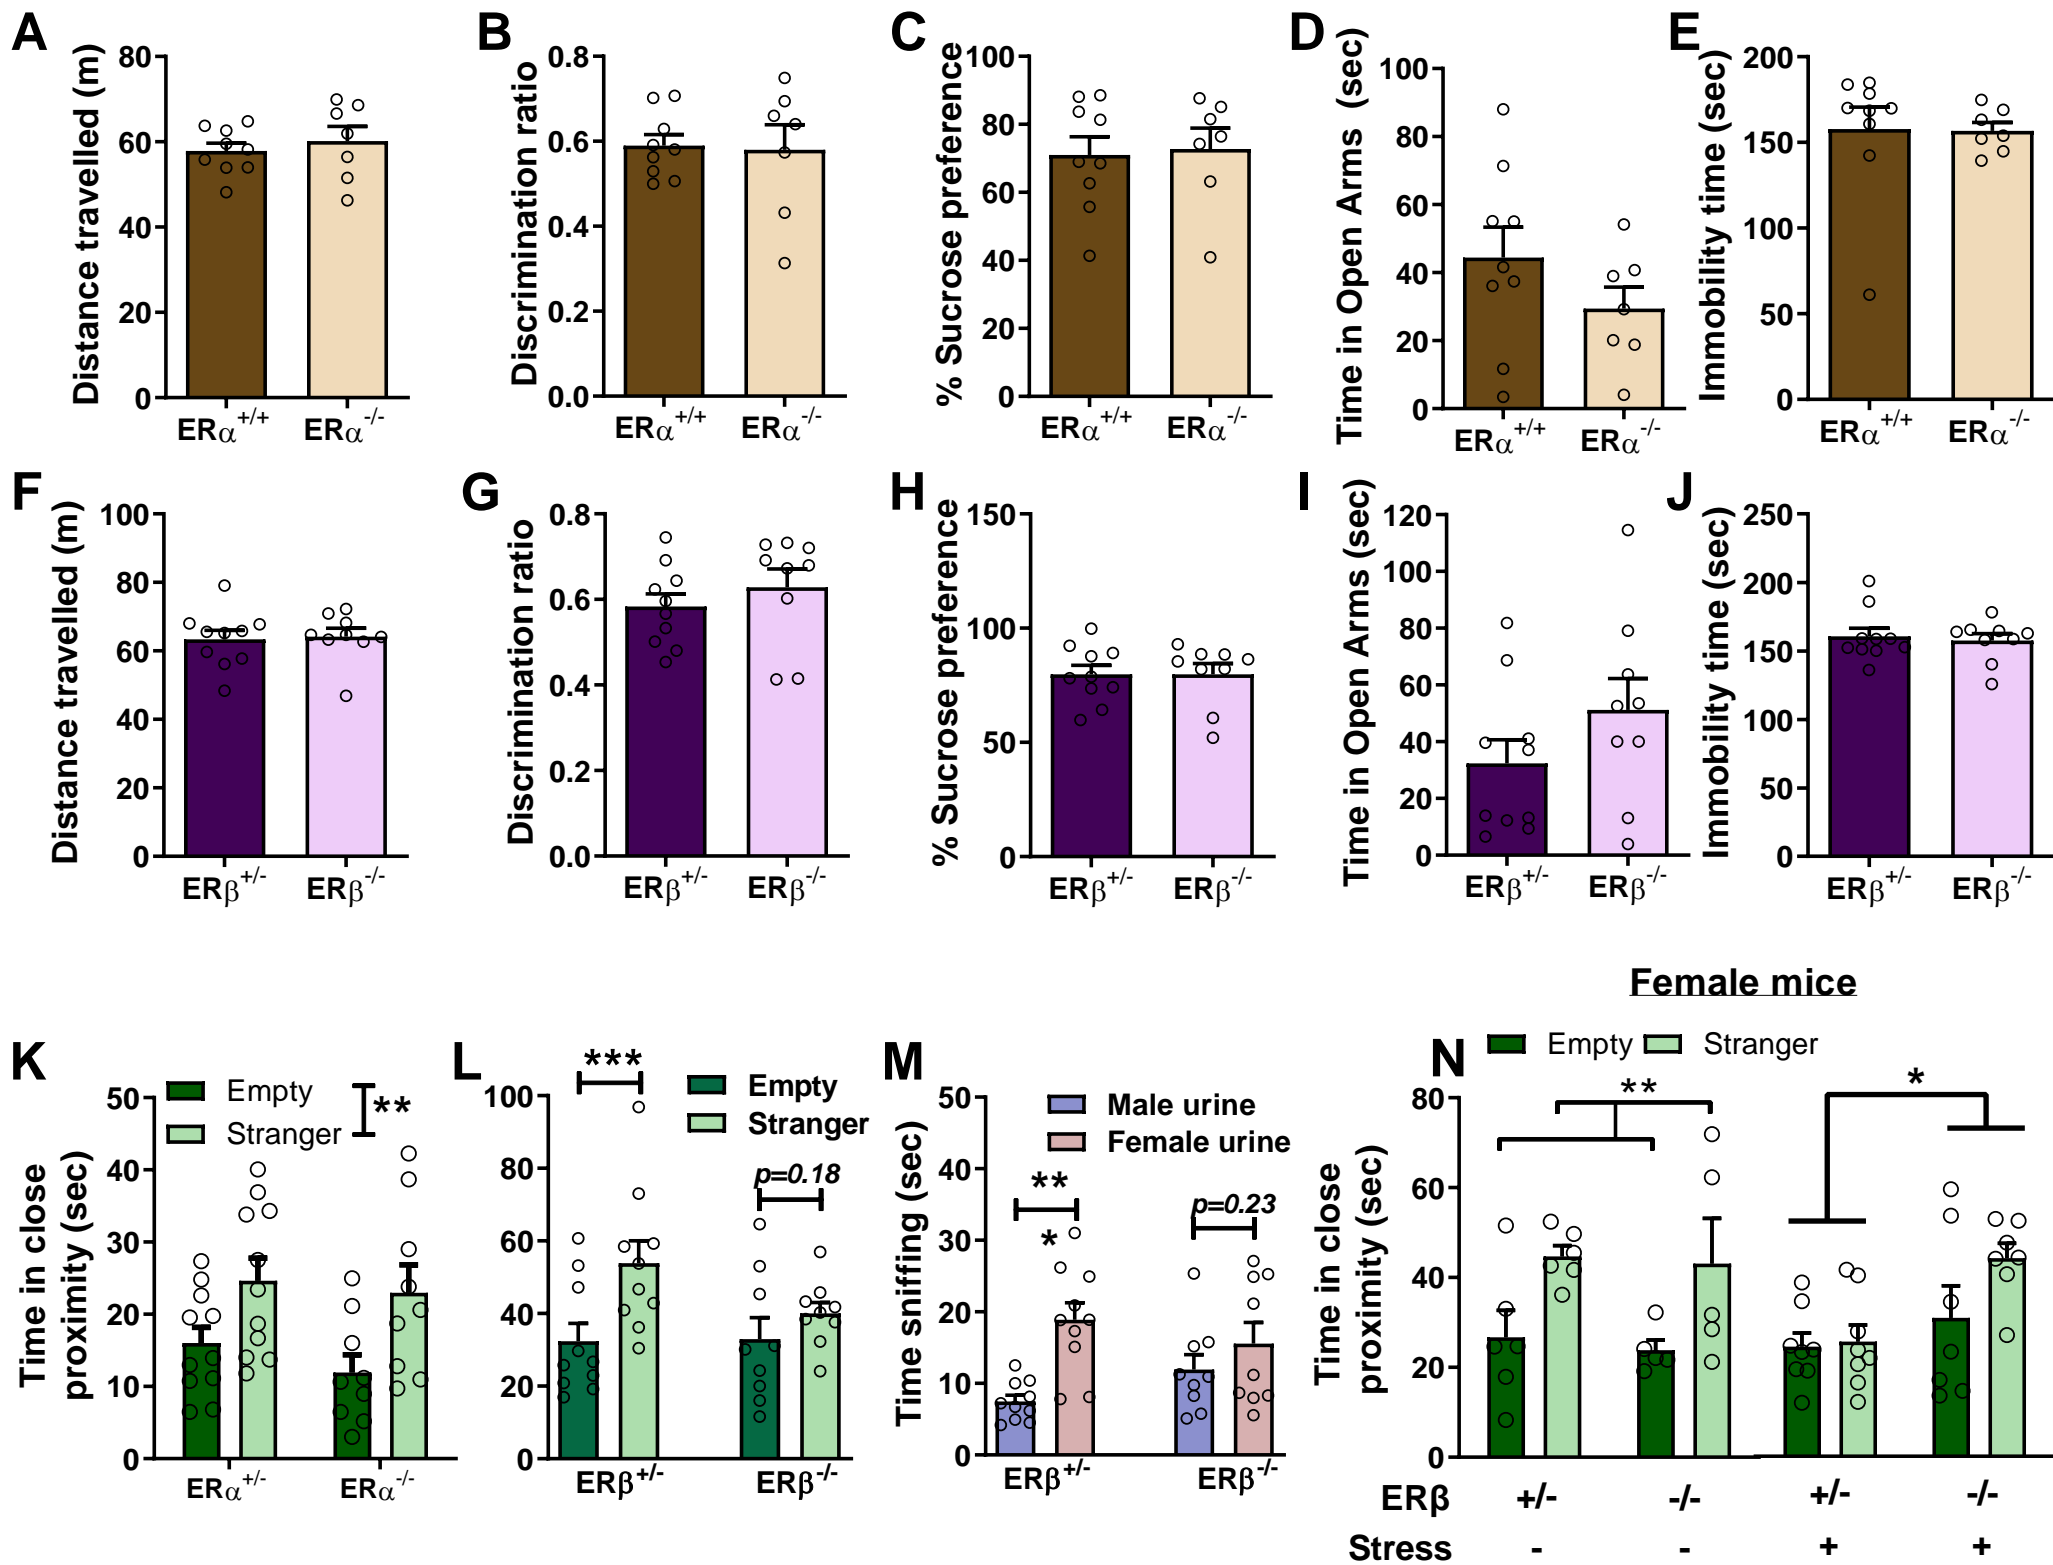 A
Distance travelled (m)
80
60
40
20
0
ERα+/+
ERα-/-
B
Discrimination ratio
0.8
0.6
0.4
0.2
0.0
ERα+/+
ERα-/-
C
% Sucrose preference
100
80
60
40
20
0
ERα+/+
ERα-/-
D
Time in Open Arms (sec)
100
80
60
40
20
0
ERα+/+
ERα-/-
E
Immobility time (sec)
200
150
100
50
0
ERα+/+
ERα-/-
F
Distance travelled (m)
100
80
60
40
20
0
ERβ+/-
ERβ-/-
G
Discrimination ratio
0.8
0.6
0.4
0.2
0.0
ERβ+/-
ERβ-/-
H
% Sucrose preference
150
100
50
0
ERβ+/-
ERβ-/-
I
Time in Open Arms (sec)
120
100
80
60
40
20
0
ERβ+/-
ERβ-/-
J
Immobility time (sec)
250
200
150
100
50
0
ERβ+/-
ERβ-/-
K
Time in close
proximity (sec)
50
40
30
20
10
0
Empty
Stranger
**
ERα+/-
ERα-/-
L
100
80
60
40
20
0
***
Empty
Stranger
p=0.18
ERβ+/-
ERβ-/-
M
Time sniffing (sec)
50
40
30
20
10
0
Male urine
Female urine
**
*
p=0.23
ERβ+/-
ERβ-/-
Female mice
N
Empty
Stranger
Time in close
proximity (sec)
80
60
40
20
0
**
*
ERβ +/- -/- +/- -/-
Stress - - + +